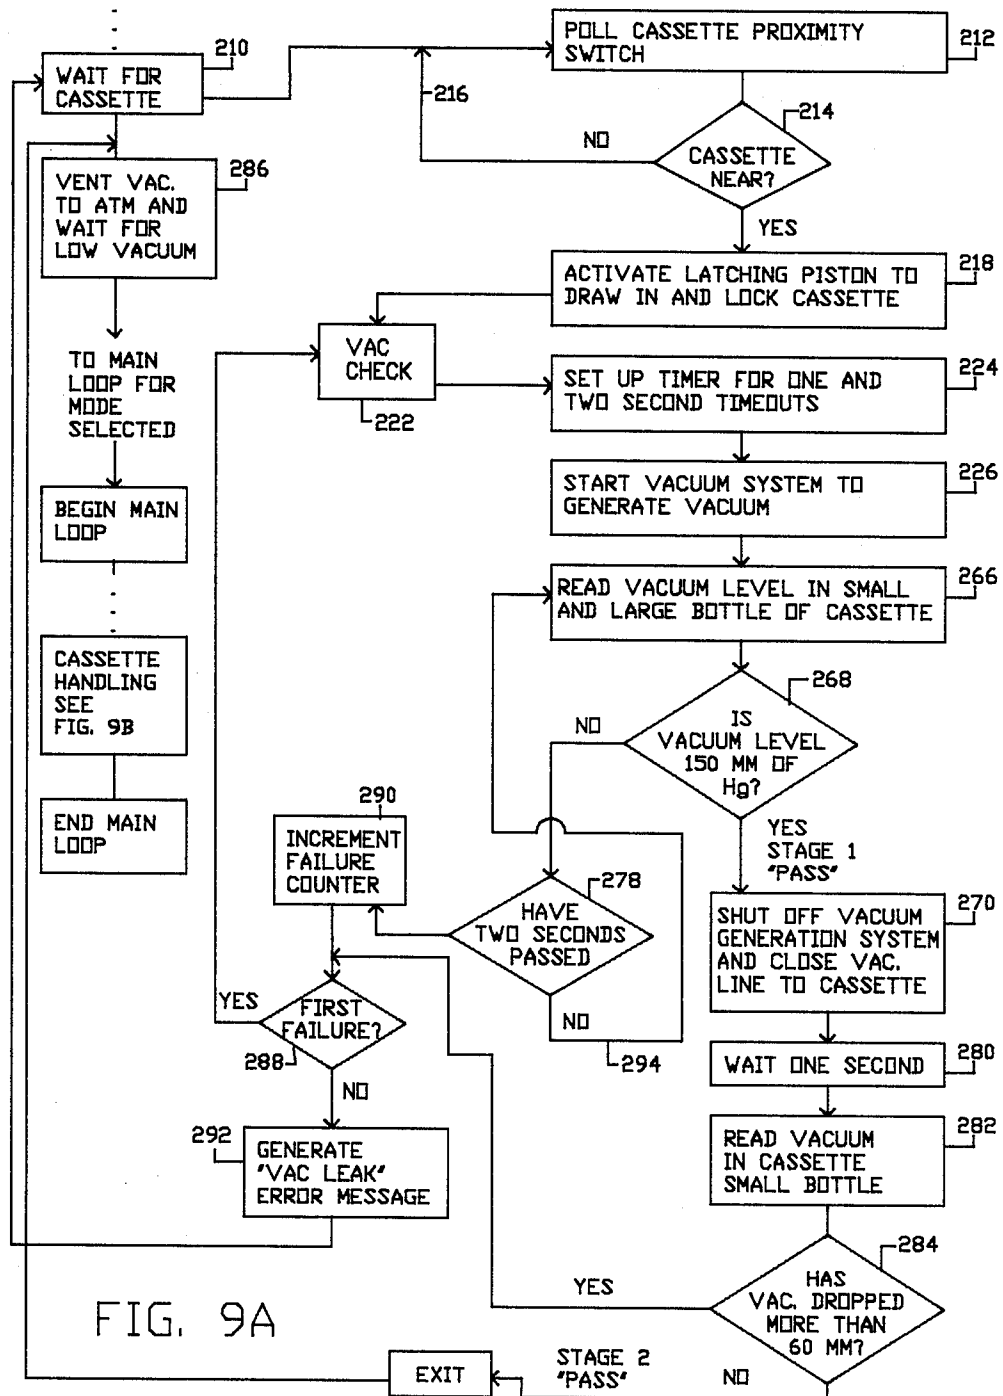 210
WAIT FOR
CASSETTE
POLL CASSETTE PROXIMITY
SWITCH
212
216
214
NO
CASSETTE
NEAR?
YES
286
VENT VAC.
TO ATM AND
WAIT FOR
LOW VACUUM
ACTIVATE LATCHING PISTON TO
DRAW IN AND LOCK CASSETTE
218
VAC
CHECK
222
TO MAIN
LOOP FOR
MODE
SELECTED
SET UP TIMER FOR ONE AND
TWO SECOND TIMEOUTS
224
START VACUUM SYSTEM TO
GENERATE VACUUM
226
BEGIN MAIN
LOOP
READ VACUUM LEVEL IN SMALL
AND LARGE BOTTLE OF CASSETTE
266
CASSETTE
HANDLING
SEE
FIG. 9B
268
NO
IS
VACUUM LEVEL
150 MM OF
Hg?
END MAIN
LOOP
YES
STAGE 1
"PASS"
290
INCREMENT
FAILURE
COUNTER
278
HAVE
TWO SECONDS
PASSED
NO
294
270
SHUT OFF VACUUM
GENERATION SYSTEM
AND CLOSE VAC.
LINE TO CASSETTE
YES
FIRST
FAILURE?
288
NO
WAIT ONE SECOND
280
292
GENERATE
"VAC LEAK"
ERROR MESSAGE
READ VACUUM
IN CASSETTE
SMALL BOTTLE
282
284
YES
HAS
VAC. DROPPED
MORE THAN
60 MM?
NO
STAGE 2
"PASS"
EXIT
FIG. 9A